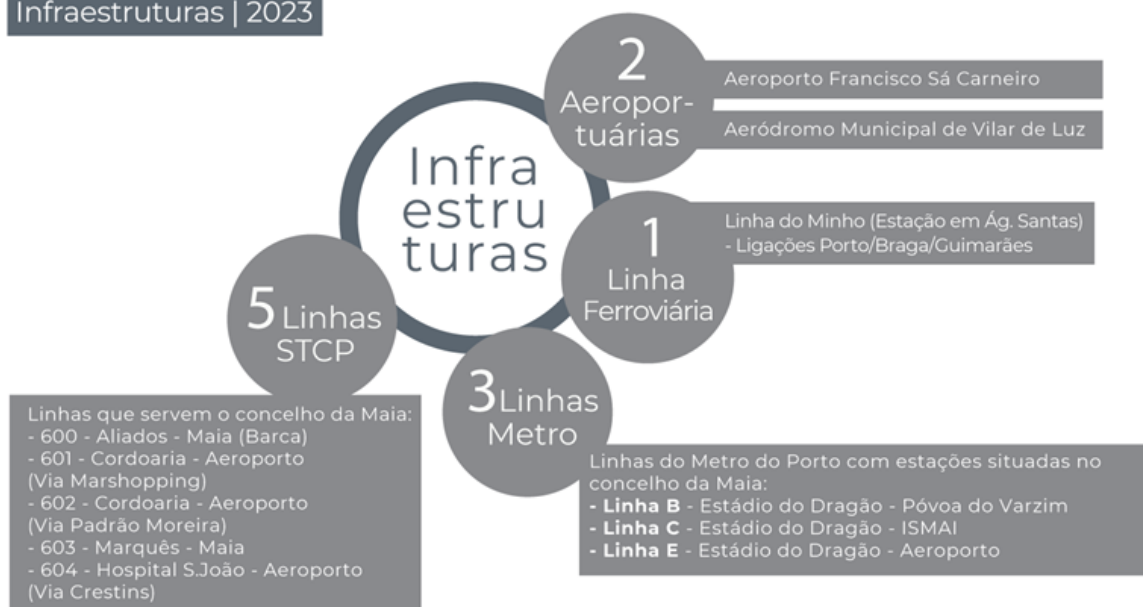 Infraestruturas | 2023
2
Aeropor-
tuárias
Aeroporto Francisco Sá Carneiro
Aeródromo Municipal de Vilar de Luz
Infra
estru
turas
1
Linha
Ferroviária
Linha do Minho (Estação em Ág. Santas)
- Ligações Porto/Braga/Guimarães
5 Linhas
STCP
Linhas que servem o concelho da Maia:
- 600 - Aliados - Maia (Barca)
- 601 - Cordoaria - Aeroporto
(Via Marshopping)
- 602 - Cordoaria - Aeroporto
(Via Padrão Moreira)
- 603 - Marquês - Maia
- 604 - Hospital S.João - Aeroporto
(Via Crestins)
3 Linhas
Metro
Linhas do Metro do Porto com estações situadas no
concelho da Maia:
- Linha B - Estádio do Dragão - Póvoa do Varzim
- Linha C - Estádio do Dragão - ISMAI
- Linha E - Estádio do Dragão - Aeroporto